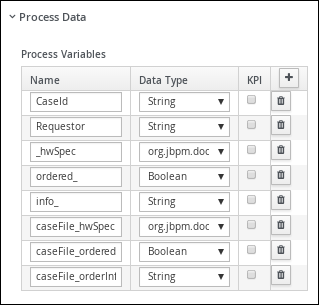 Process Data
Process Variables
Name Data Type KPI
CaseId String
Requestor String
_hwSpec org.jbpm.doc
ordered_ Boolean
info_ String
caseFile_hwSpec org.jbpm.doc
caseFile_ordered Boolean
caseFile_orderInf String